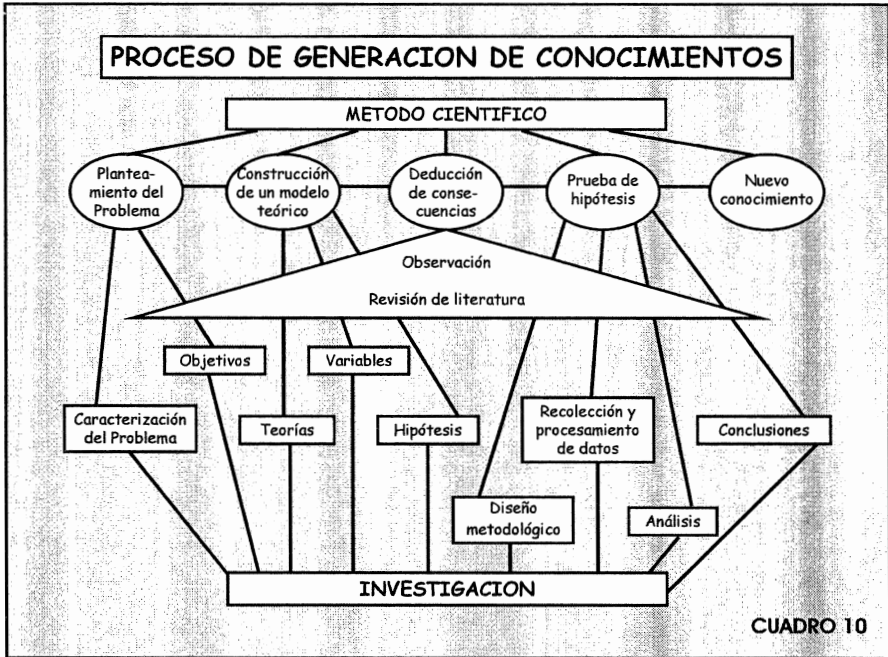 PROCESO DE GENERACION DE CONOCIMIENTOS
METODO CIENTIFICO
Plantea-
miento del
Problema
Construcción
de un modelo
teórico
Deducción
de conse-
cuencias
Prueba de
hipótesis
Nuevo
conocimiento
Observación
Revisión de literatura
Objetivos
Variables
Caracterización
del Problema
Teorías
Hipótesis
Recolección y
procesamiento
de datos
Conclusiones
Diseño
metodológico
Análisis
INVESTIGACION
CUADRO 10